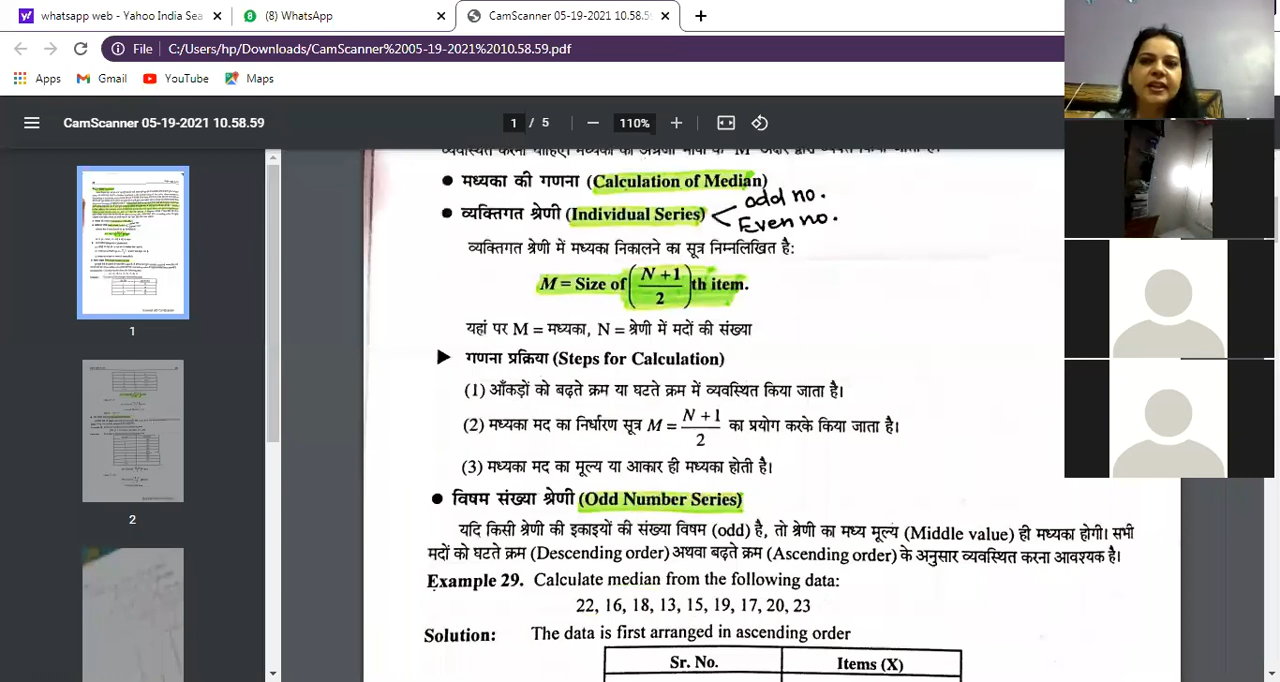 whatsapp web - Yahoo India Sea
(8) WhatsApp
CamScanner 05-19-2021 10.58.5
File
C:/Users/hp/Downloads/CamScanner%2005-19-2021%2010.58.59.pdf
Apps
Gmail
YouTube
Maps
CamScanner 05-19-2021 10.58.59
1 / 5
110%
1
2
● मध्यका की गणना (Calculation of Median)
odd no.
● व्यक्तिगत श्रेणी (Individual Series)
Even no.
व्यक्तिगत श्रेणी में मध्यका निकालने का सूत्र निम्नलिखित है:
M = Size of (N+1/2)th item.
यहां पर M = मध्यका, N = श्रेणी में मदों की संख्या
► गणना प्रक्रिया (Steps for Calculation)
(1) आँकड़ों को बढ़ते क्रम या घटते क्रम में व्यवस्थित किया जाता है।
(2) मध्यका मद का निर्धारण सूत्र M = N+1/2 का प्रयोग करके किया जाता है।
(3) मध्यका मद का मूल्य या आकार ही मध्यका होती है।
● विषम संख्या श्रेणी (Odd Number Series)
यदि किसी श्रेणी की इकाइयों की संख्या विषम (odd) है, तो श्रेणी का मध्य मूल्य (Middle value) ही मध्यका होगी। सभी
मदों को घटते क्रम (Descending order) अथवा बढ़ते क्रम (Ascending order) के अनुसार व्यवस्थित करना आवश्यक है।
Example 29. Calculate median from the following data:
22, 16, 18, 13, 15, 19, 17, 20, 23
Solution: The data is first arranged in ascending order
Sr. No.
Items (X)